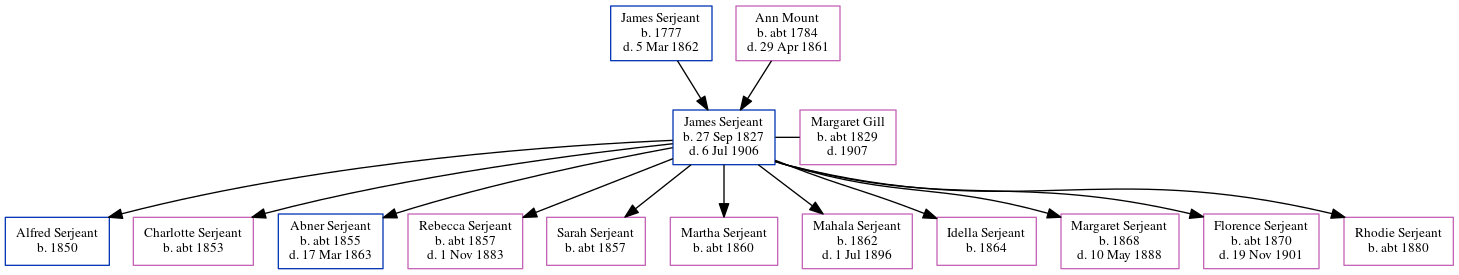 James Serjeant
b. 1777
d. 5 Mar 1862
Ann Mount
b. abt 1784
d. 29 Apr 1861
James Serjeant
b. 27 Sep 1827
d. 6 Jul 1906
Margaret Gill
b. abt 1829
d. 1907
Alfred Serjeant
b. 1850
Charlotte Serjeant
b. abt 1853
Abner Serjeant
b. abt 1855
d. 17 Mar 1863
Rebecca Serjeant
b. abt 1857
d. 1 Nov 1883
Sarah Serjeant
b. abt 1857
Martha Serjeant
b. abt 1860
Mahala Serjeant
b. 1862
d. 1 Jul 1896
Idella Serjeant
b. 1864
Margaret Serjeant
b. 1868
d. 10 May 1888
Florence Serjeant
b. abt 1870
d. 19 Nov 1901
Rhodie Serjeant
b. abt 1880